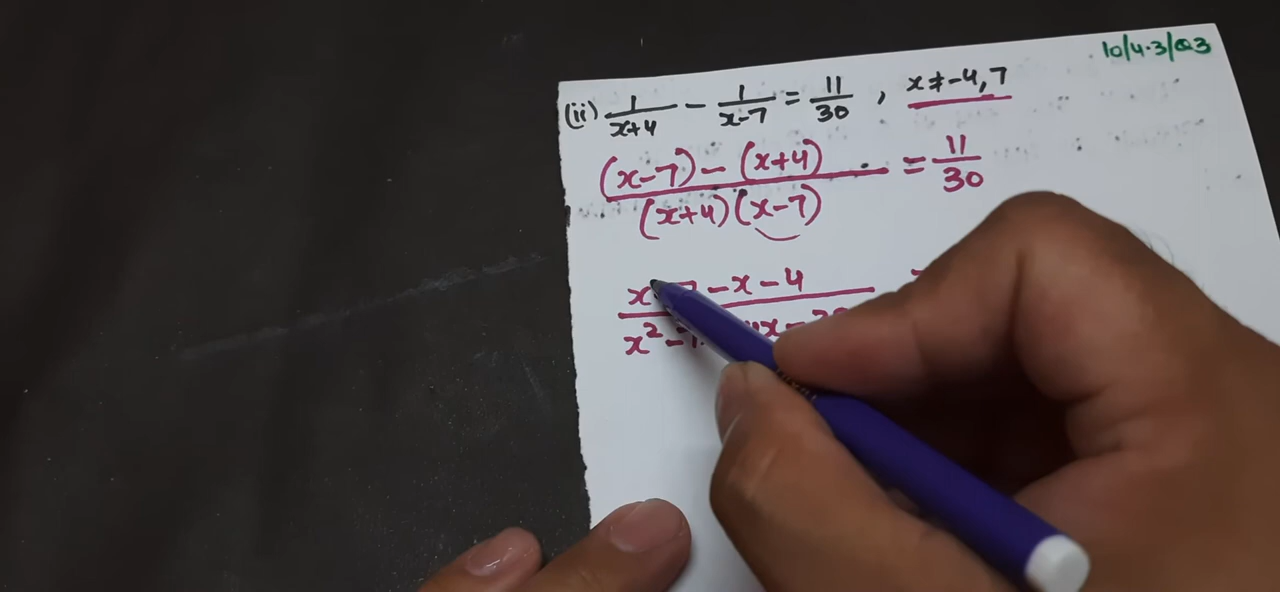 10/4.3/Q3
(ii) 1/(x+4) - 1/(x-7) = 11/30 , x ≠ -4, 7
((x-7) - (x+4))/((x+4)(x-7)) = 11/30
x - x - 4
x² -